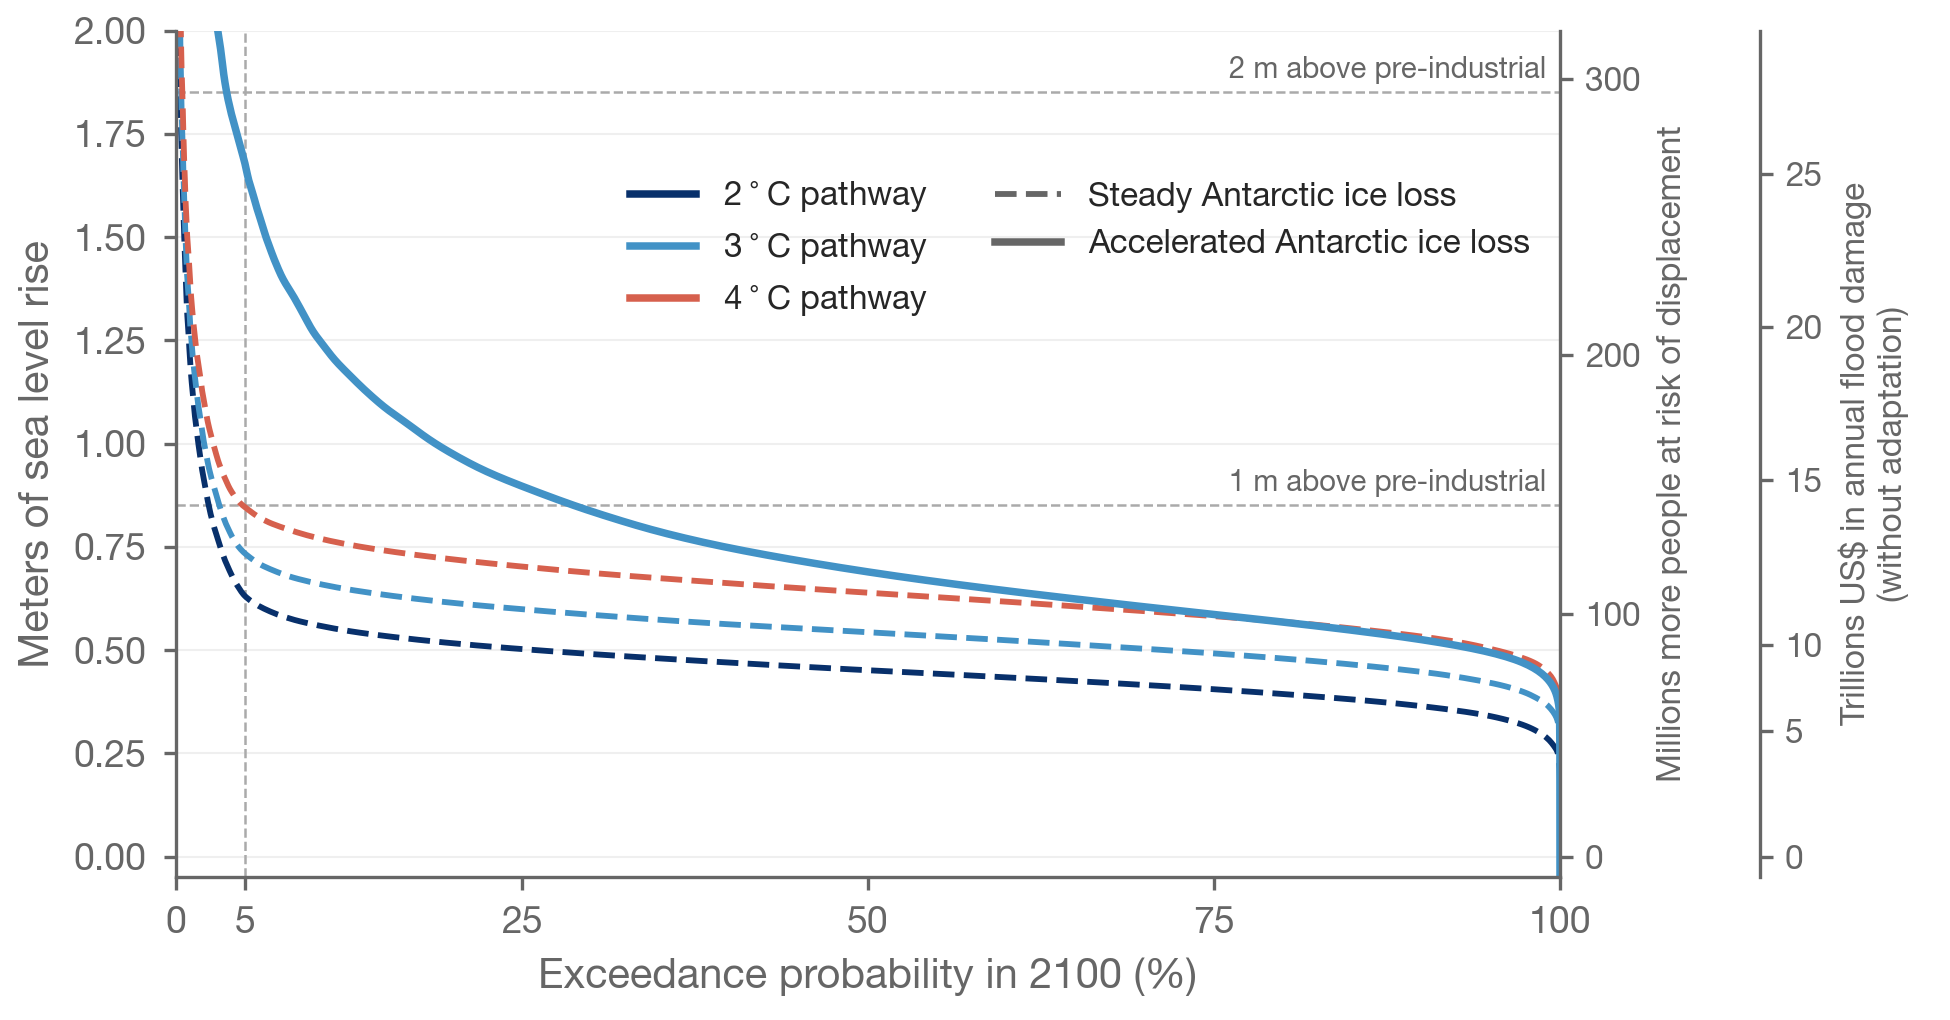 Meters of sea level rise
2.00
1.75
1.50
1.25
1.00
0.75
0.50
0.25
0.00
2 m above pre-industrial
2°C pathway
3°C pathway
4°C pathway
Steady Antarctic ice loss
Accelerated Antarctic ice loss
1 m above pre-industrial
0
5
25
50
75
100
Exceedance probability in 2100 (%)
300
200
100
0
Millions more people at risk of displacement
25
20
15
10
5
0
Trillions US$ in annual flood damage
(without adaptation)